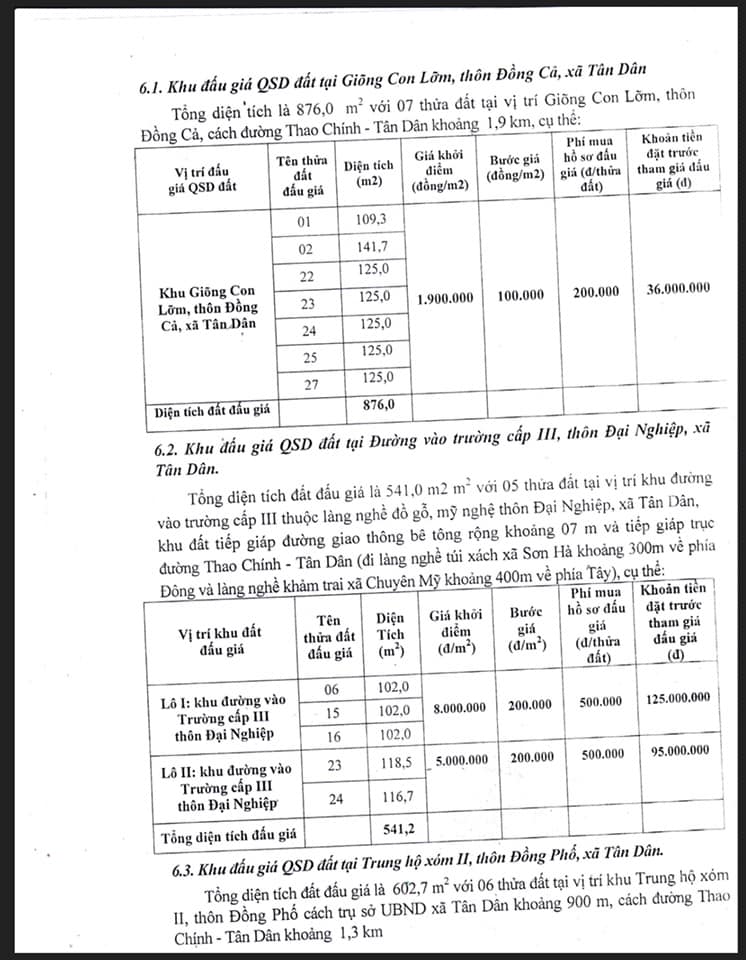 6.1. Khu đấu giá QSD đất tại Giõng Con Lỡm, thôn Đồng Cả, xã Tân Dân
Tổng diện tích là 876,0 m² với 07 thửa đất tại vị trí Giõng Con Lỡm, thôn
Đồng Cả, cách đường Thao Chính - Tân Dân khoảng 1,9 km, cụ thể:
Vị trí đấu giá QSD đất | Tên thửa đất đấu giá | Diện tích (m2) | Giá khởi điểm (đồng/m2) | Bước giá (đồng/m2) | Phí mua hồ sơ đấu giá (đ/thửa đất) | Khoản tiền đặt trước tham giá đấu giá (đ)
Khu Giõng Con Lỡm, thôn Đồng Cả, xã Tân Dân | 01 | 109,3 | 1.900.000 | 100.000 | 200.000 | 36.000.000
02 | 141,7
22 | 125,0
23 | 125,0
24 | 125,0
25 | 125,0
27 | 125,0
Diện tích đất đấu giá | 876,0
6.2. Khu đấu giá QSD đất tại Đường vào trường cấp III, thôn Đại Nghiệp, xã
Tân Dân.
Tổng diện tích đất đấu giá là 541,0 m2 m² với 05 thửa đất tại vị trí khu đường
vào trường cấp III thuộc làng nghề đồ gỗ, mỹ nghệ thôn Đại Nghiệp, xã Tân Dân,
khu đất tiếp giáp đường giao thông bê tông rộng khoảng 07 m và tiếp giáp trục
đường Thao Chính - Tân Dân (đi làng nghề túi xách xã Sơn Hà khoảng 300m về phía
Đông và làng nghề khảm trai xã Chuyên Mỹ khoảng 400m về phía Tây), cụ thể:
Vị trí khu đất đấu giá | Tên thửa đất đấu giá | Diện Tích (m²) | Giá khởi điểm (đ/m²) | Bước giá (đ/m²) | Phí mua hồ sơ đấu giá (đ/thửa đất) | Khoản tiền đặt trước tham giá đấu giá (đ)
Lô I: khu đường vào Trường cấp III thôn Đại Nghiệp | 06 | 102,0 | 8.000.000 | 200.000 | 500.000 | 125.000.000
15 | 102,0
16 | 102,0
Lô II: khu đường vào Trường cấp III thôn Đại Nghiệp | 23 | 118,5 | 5.000.000 | 200.000 | 500.000 | 95.000.000
24 | 116,7
Tổng diện tích đấu giá | 541,2
6.3. Khu đấu giá QSD đất tại Trung hộ xóm II, thôn Đồng Phố, xã Tân Dân.
Tổng diện tích đất đấu giá là 602,7 m² với 06 thửa đất tại vị trí khu Trung hộ xóm
II, thôn Đồng Phố cách trụ sở UBND xã Tân Dân khoảng 900 m, cách đường Thao
Chính - Tân Dân khoảng 1,3 km